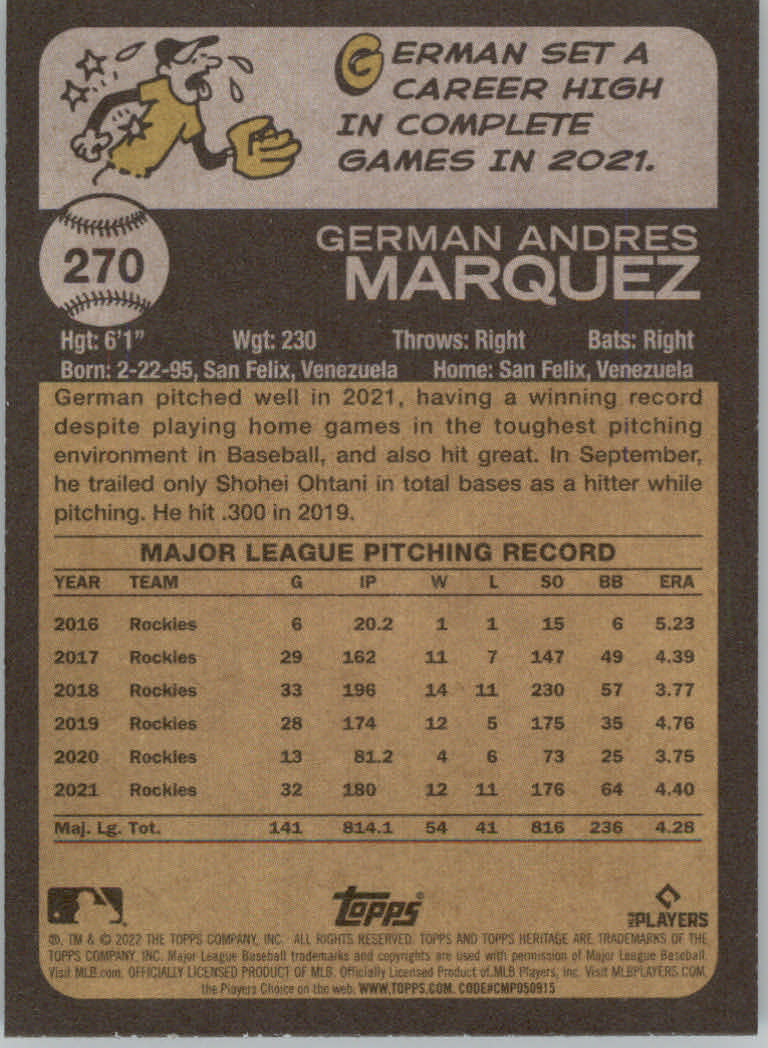 GERMAN SET A
CAREER HIGH
IN COMPLETE
GAMES IN 2021.
270
GERMAN ANDRES
MARQUEZ
Hgt: 6'1" Wgt: 230 Throws: Right Bats: Right
Born: 2-22-95, San Felix, Venezuela Home: San Felix, Venezuela
German pitched well in 2021, having a winning record
despite playing home games in the toughest pitching
environment in Baseball, and also hit great. In September,
he trailed only Shohei Ohtani in total bases as a hitter while
pitching. He hit .300 in 2019.
MAJOR LEAGUE PITCHING RECORD
YEAR TEAM G IP W L SO BB ERA
2016 Rockies 6 20.2 1 1 15 6 5.23
2017 Rockies 29 162 11 7 147 49 4.39
2018 Rockies 33 196 14 11 230 57 3.77
2019 Rockies 28 174 12 5 175 35 4.76
2020 Rockies 13 81.2 4 6 73 25 3.75
2021 Rockies 32 180 12 11 176 64 4.40
Maj. Lg. Tot. 141 814.1 54 41 816 236 4.28
Topps®
MLB PLAYERS
®, TM & © 2022 THE TOPPS COMPANY, INC. ALL RIGHTS RESERVED. TOPPS AND TOPPS HERITAGE ARE TRADEMARKS OF THE
TOPPS COMPANY, INC. Major League Baseball trademarks and copyrights are used with permission of Major League Baseball.
Visit MLB.com. OFFICIALLY LICENSED PRODUCT OF MLB. Officially Licensed Product of MLB Players, Inc. Visit MLBPLAYERS.COM,
the Players Choice on the web. WWW.TOPPS.COM. CODE#CMP050915